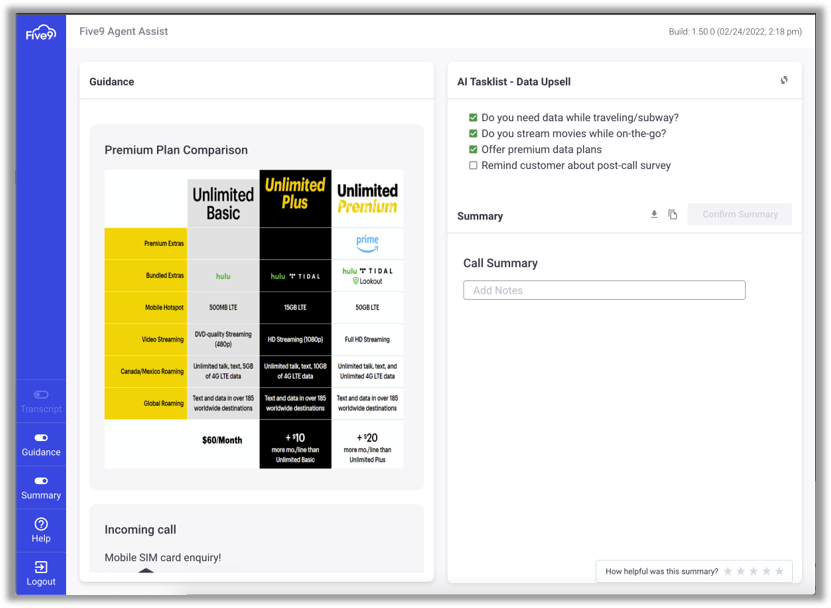 Five9
Five9 Agent Assist
Build: 1.50.0 (02/24/2022, 2:18 pm)
Transcript
Guidance
Summary
Help
Logout
Guidance
Premium Plan Comparison
Unlimited Basic
Unlimited Plus
Unlimited Premium
Premium Extras
prime
Bundled Extras
hulu
hulu TIDAL
hulu TIDAL
Lookout
Mobile Hotspot
500MB LTE
15GB LTE
50GB LTE
Video Streaming
DVD-quality Streaming
(480p)
HD Streaming (1080p)
Full HD Streaming
Canada/Mexico Roaming
Unlimited talk, text, 5GB
of 4G LTE data
Unlimited talk, text, 10GB
of 4G LTE data
Unlimited talk, text, and
Unlimited 4G LTE data
Global Roaming
Text and data in over 185
worldwide destinations
Text and data in over 185
worldwide destinations
Text and data in over 185
worldwide destinations
$60/Month
+ $10
more mo./line than
Unlimited Basic
+ $20
more mo./line than
Unlimited Plus
Incoming call
Mobile SIM card enquiry!
AI Tasklist - Data Upsell
Do you need data while traveling/subway?
Do you stream movies while on-the-go?
Offer premium data plans
Remind customer about post-call survey
Summary
Confirm Summary
Call Summary
Add Notes
How helpful was this summary?